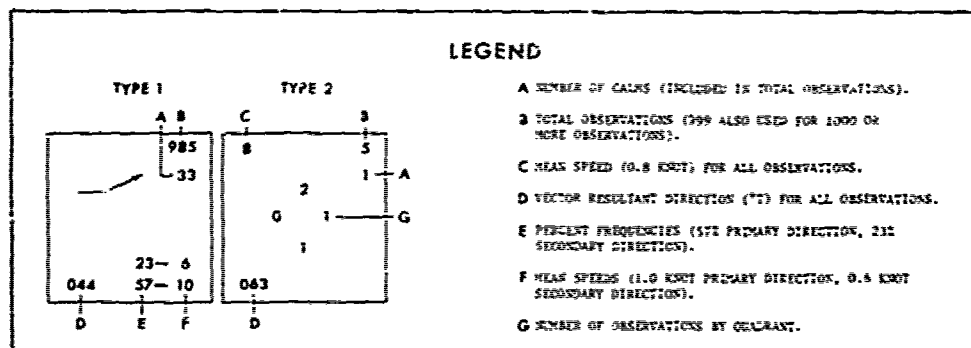 LEGEND
TYPE 1 TYPE 2
A B C B
985 8 5
33 1 A
2
0 1 G
1
23 6
044 57 10 063
D E F D
A NUMBER OF CALMS (INCLUDED IN TOTAL OBSERVATIONS).
B TOTAL OBSERVATIONS (999 ALSO USED FOR 1000 OR
MORE OBSERVATIONS).
C MEAN SPEED (0.8 KNOT) FOR ALL OBSERVATIONS.
D VECTOR RESULTANT DIRECTION (°T) FOR ALL OBSERVATIONS.
E PERCENT FREQUENCIES (57% PRIMARY DIRECTION, 23%
SECONDARY DIRECTION).
F MEAN SPEEDS (1.0 KNOT PRIMARY DIRECTION, 0.6 KNOT
SECONDARY DIRECTION).
G NUMBER OF OBSERVATIONS BY QUADRANT.